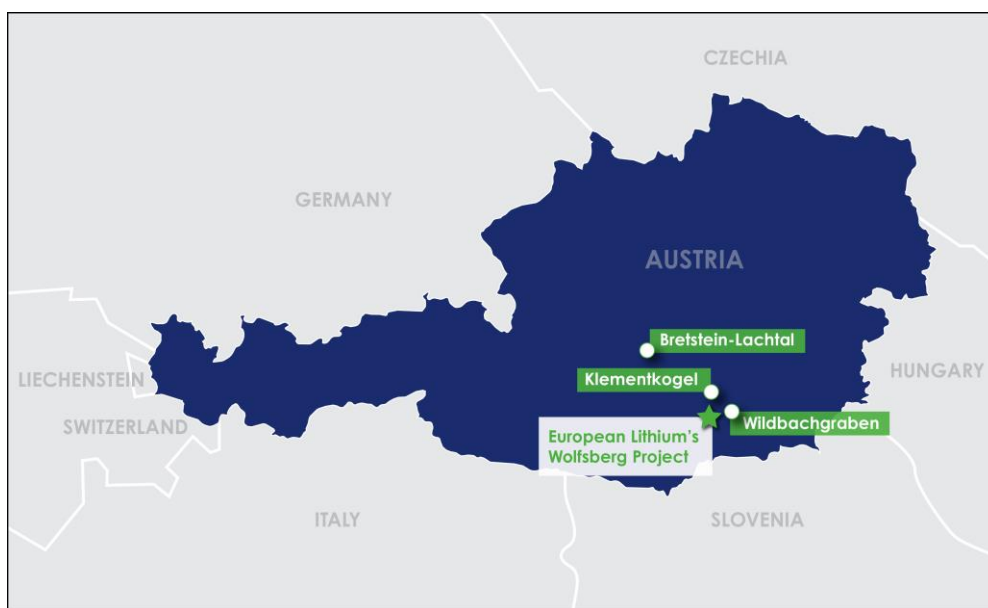 CZECHIA
GERMANY
AUSTRIA
Bretstein-Lachtal
LIECHENSTEIN
HUNGARY
Klementkogel
SWITZERLAND
Wildbachgraben
European Lithium's
Wolfsberg Project
ITALY
SLOVENIA